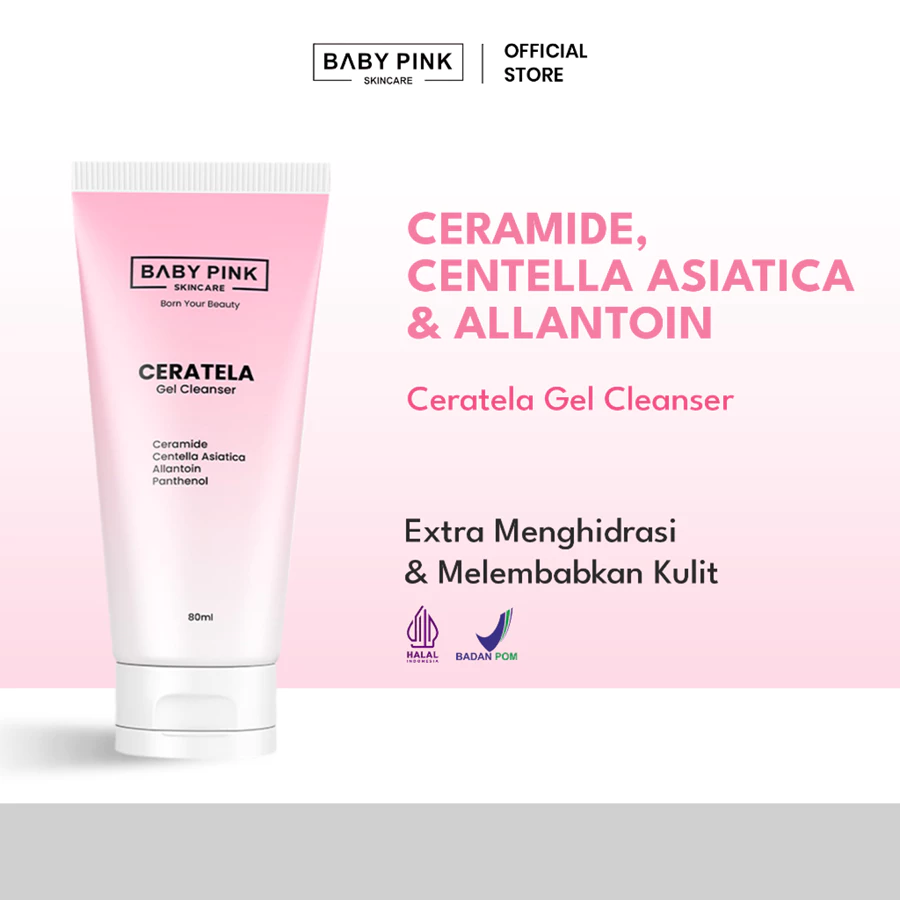 BABY PINK
SKINCARE
OFFICIAL
STORE
BABY PINK
SKINCARE
Born Your Beauty
CERATELA
Gel Cleanser
Ceramide
Centella Asiatica
Allantoin
Panthenol
80ml
CERAMIDE,
CENTELLA ASIATICA
& ALLANTOIN
Ceratela Gel Cleanser
Extra Menghidrasi
& Melembabkan Kulit
HALAL
INDONESIA
BADAN POM